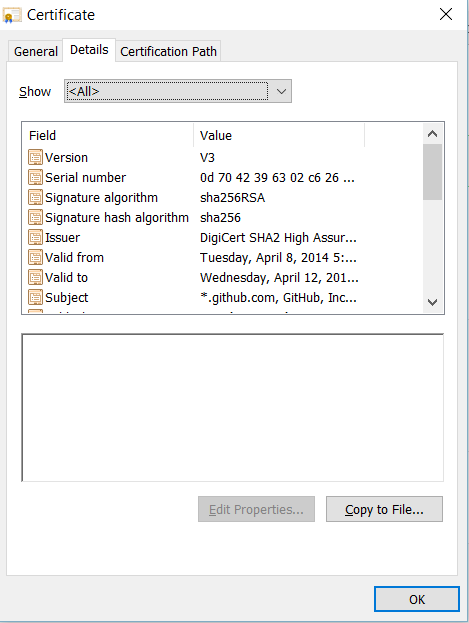 Certificate
General Details Certification Path
Show <All>
Field Value
Version V3
Serial number 0d 70 42 39 63 02 c6 26 ...
Signature algorithm sha256RSA
Signature hash algorithm sha256
Issuer DigiCert SHA2 High Assur...
Valid from Tuesday, April 8, 2014 5:...
Valid to Wednesday, April 12, 201...
Subject *.github.com, GitHub, Inc...
Edit Properties... Copy to File...
OK